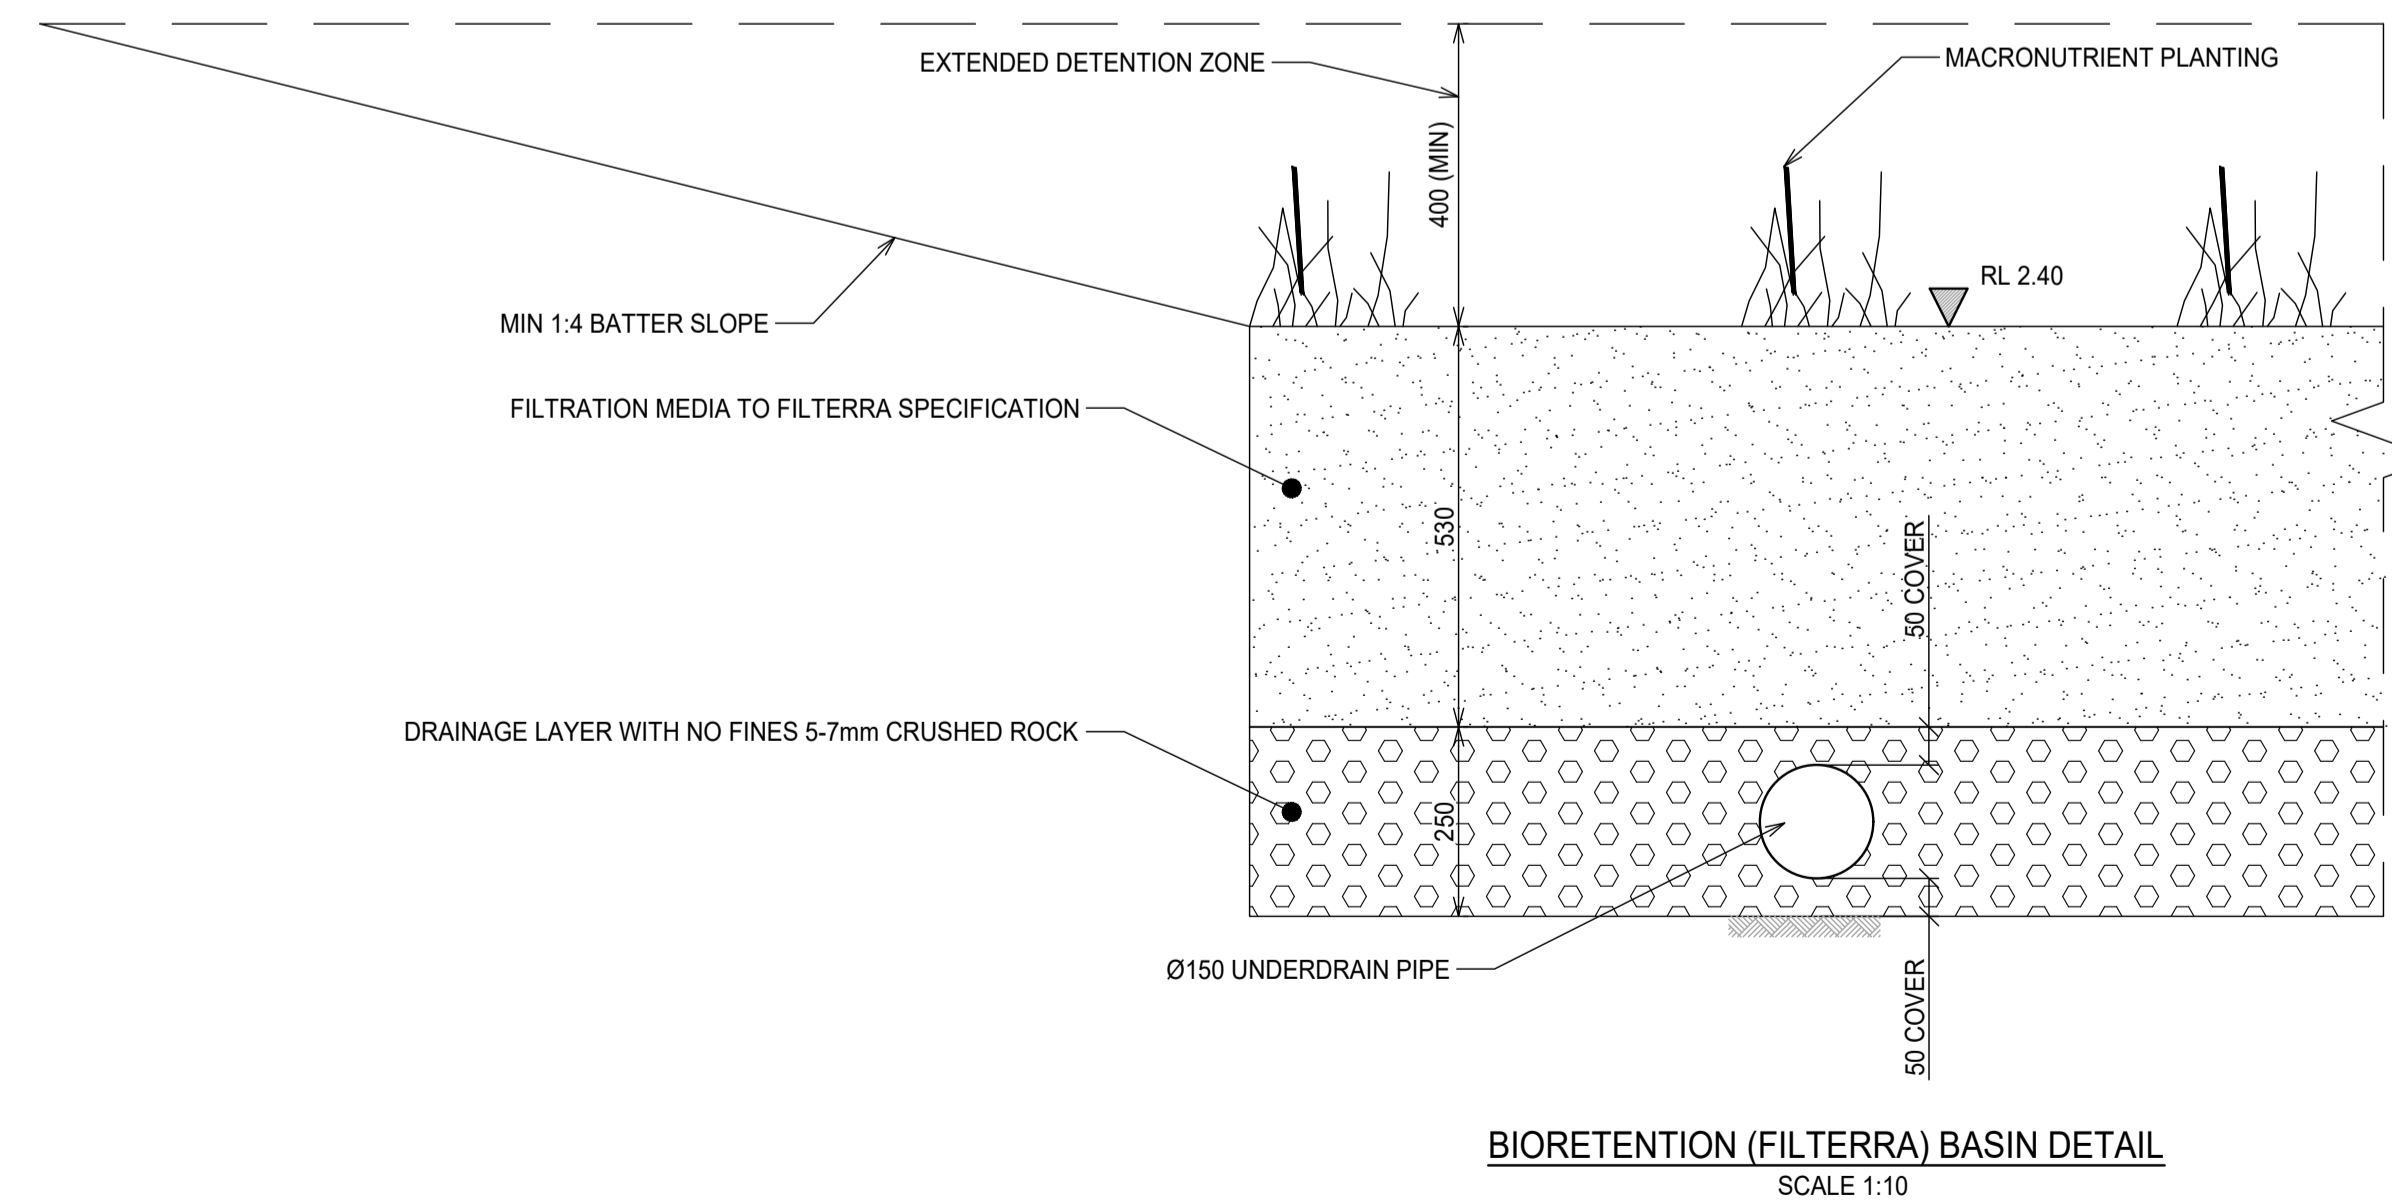 EXTENDED DETENTION ZONE
MACRONUTRIENT PLANTING
400 (MIN)
RL 2.40
MIN 1:4 BATTER SLOPE
FILTRATION MEDIA TO FILTERRA SPECIFICATION
530
50 COVER
DRAINAGE LAYER WITH NO FINES 5-7mm CRUSHED ROCK
250
Ø150 UNDERDRAIN PIPE
50 COVER
BIORETENTION (FILTERRA) BASIN DETAIL
SCALE 1:10